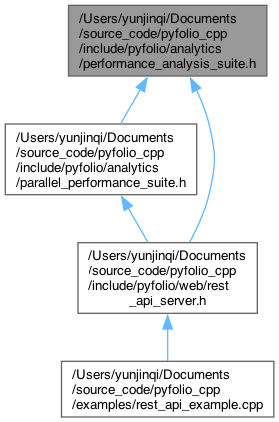 /Users/yunjinqi/Documents
/source_code/pyfolio_cpp
/include/pyfolio/analytics
/performance_analysis_suite.h
/Users/yunjinqi/Documents
/source_code/pyfolio_cpp
/include/pyfolio/analytics
/parallel_performance_suite.h
/Users/yunjinqi/Documents
/source_code/pyfolio_cpp
/include/pyfolio/web/rest
_api_server.h
/Users/yunjinqi/Documents
/source_code/pyfolio_cpp
/examples/rest_api_example.cpp